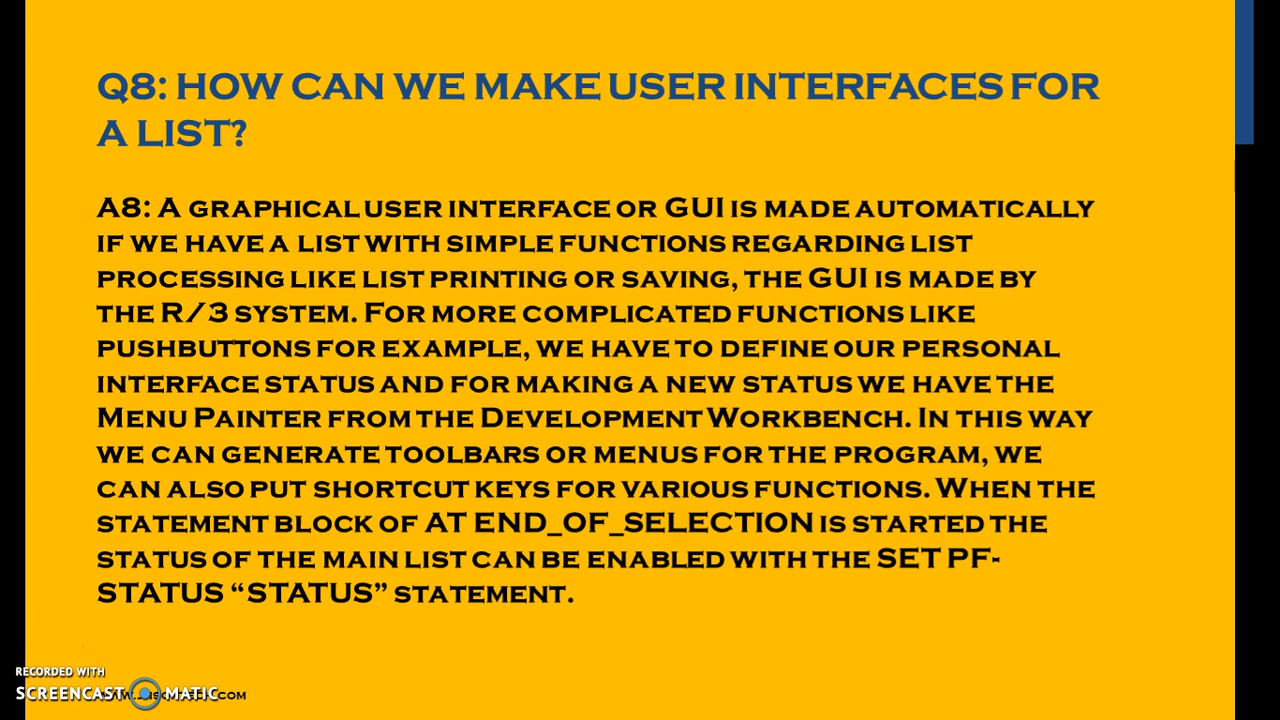 Q8: HOW CAN WE MAKE USER INTERFACES FOR
A LIST?
A8: A GRAPHICAL USER INTERFACE OR GUI IS MADE AUTOMATICALLY
IF WE HAVE A LIST WITH SIMPLE FUNCTIONS REGARDING LIST
PROCESSING LIKE LIST PRINTING OR SAVING, THE GUI IS MADE BY
THE R/3 SYSTEM. FOR MORE COMPLICATED FUNCTIONS LIKE
PUSHBUTTONS FOR EXAMPLE, WE HAVE TO DEFINE OUR PERSONAL
INTERFACE STATUS AND FOR MAKING A NEW STATUS WE HAVE THE
MENU PAINTER FROM THE DEVELOPMENT WORKBENCH. IN THIS WAY
WE CAN GENERATE TOOLBARS OR MENUS FOR THE PROGRAM, WE
CAN ALSO PUT SHORTCUT KEYS FOR VARIOUS FUNCTIONS. WHEN THE
STATEMENT BLOCK OF AT END_OF_SELECTION IS STARTED THE
STATUS OF THE MAIN LIST CAN BE ENABLED WITH THE SET PF-
STATUS “STATUS” STATEMENT.
RECORDED WITH
SCREENCAST MATIC